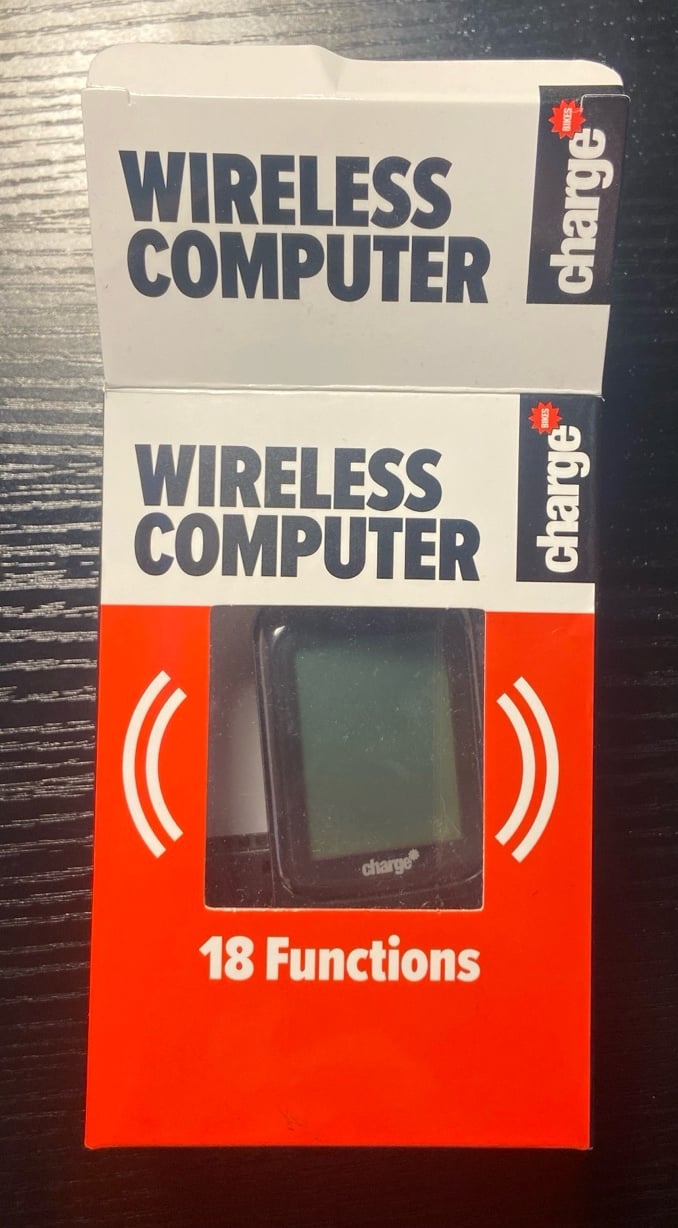 WIRELESS
COMPUTER
BIKES
charge
WIRELESS
COMPUTER
BIKES
charge
charge
18 Functions